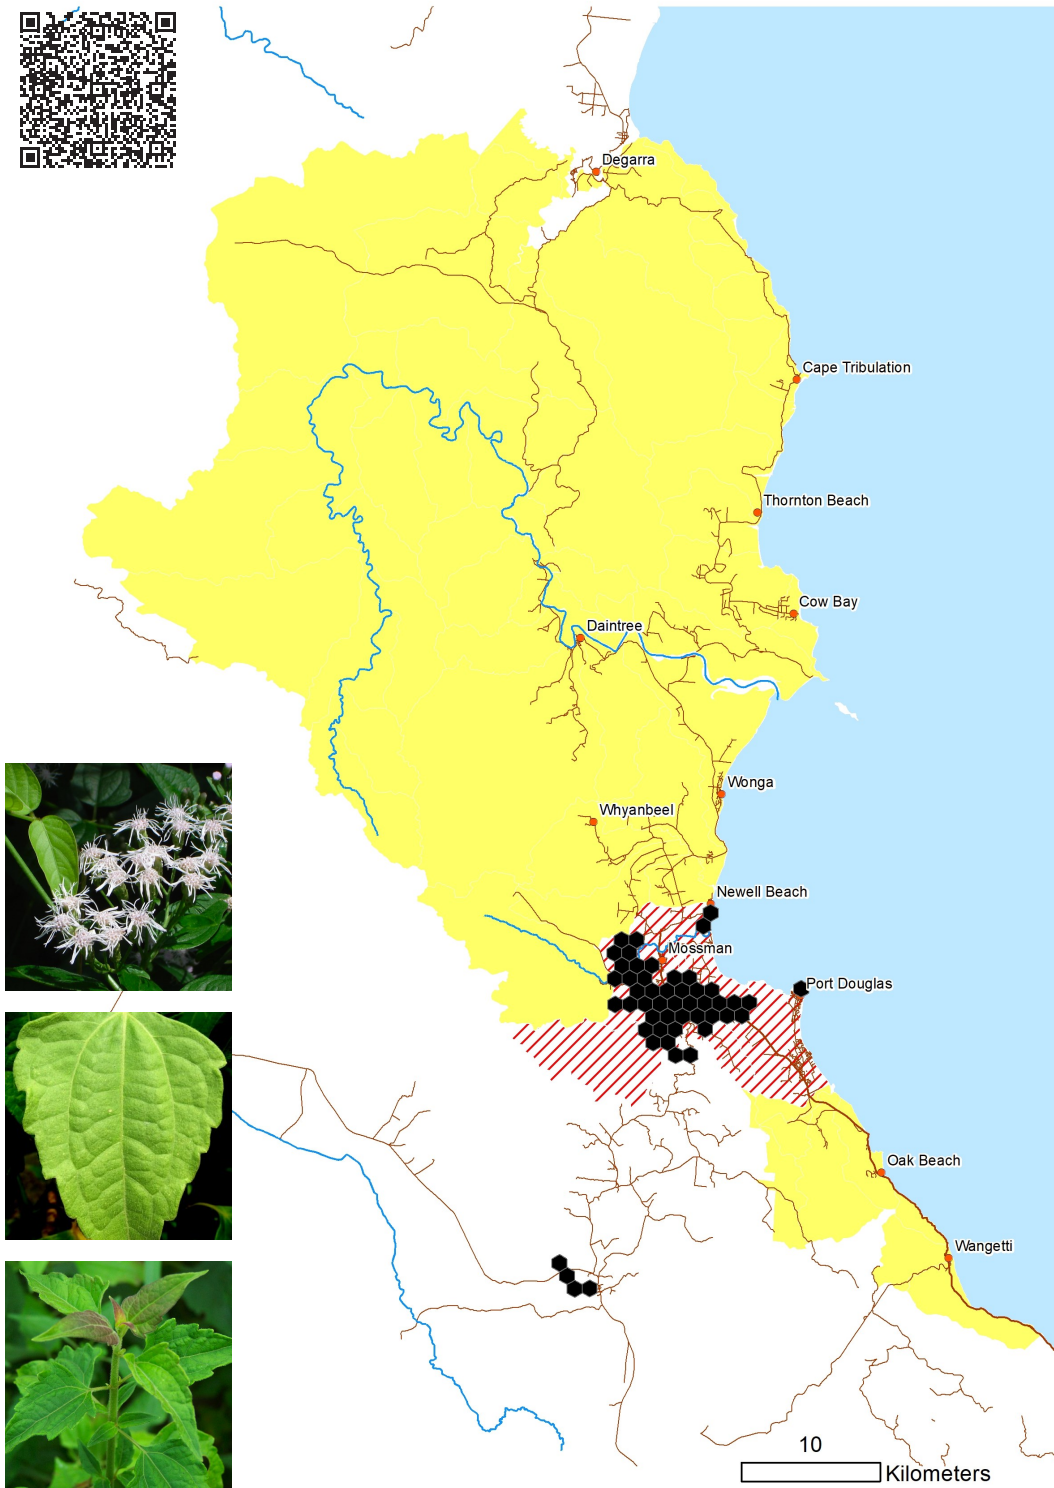 Degarra
Cape Tribulation
Thornton Beach
Cow Bay
Daintree
Wonga
Whyanbeel
Newell Beach
Mossman
Port Douglas
Oak Beach
Wangetti
10
Kilometers